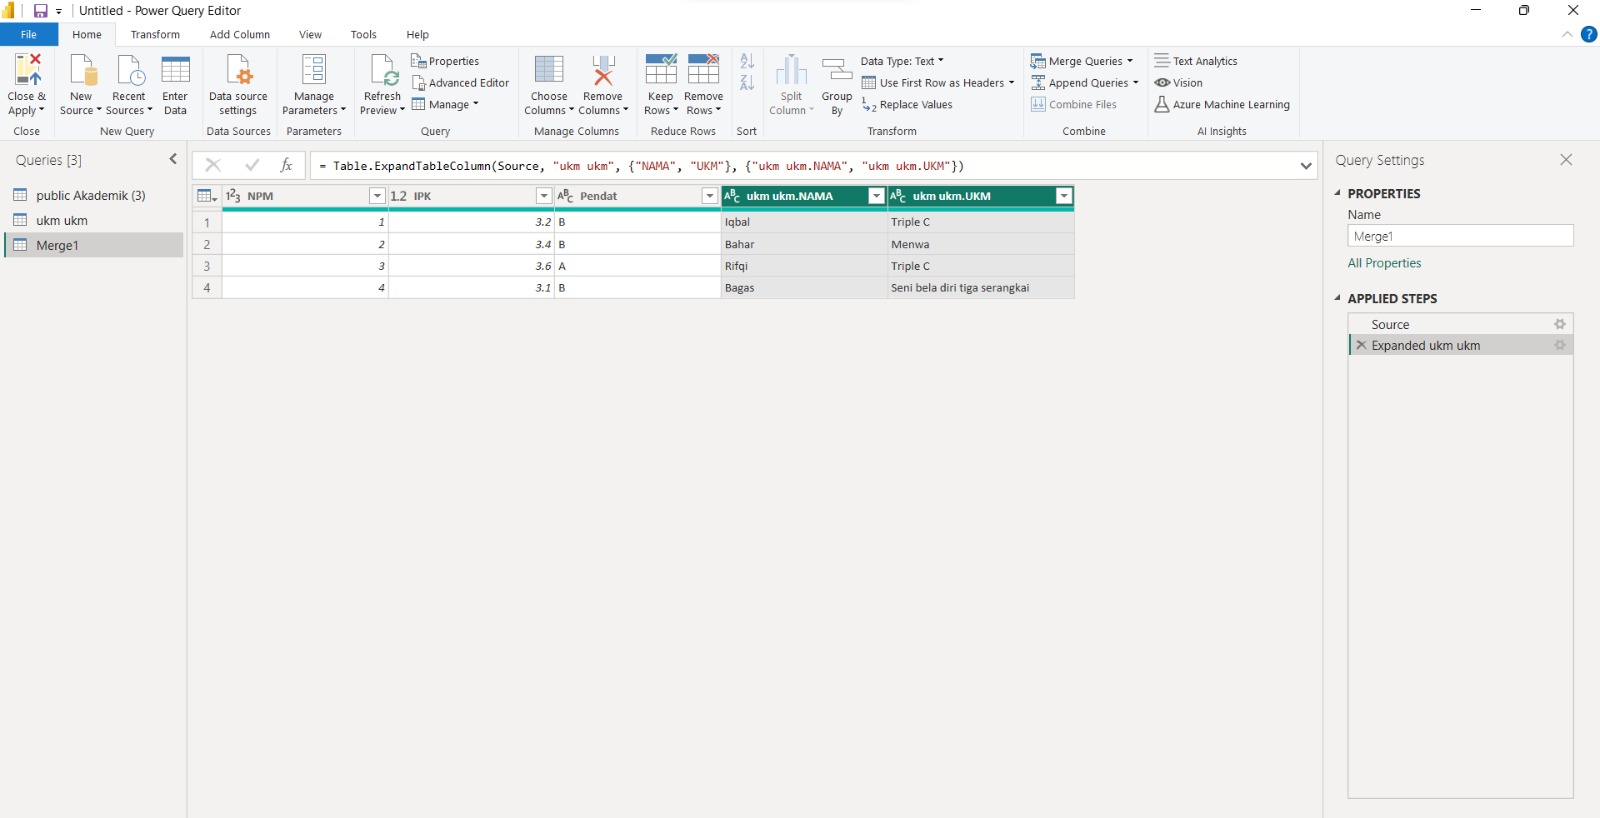 Untitled - Power Query Editor
File Home Transform Add Column View Tools Help
?
Close & Apply
Close
New Source
Recent Sources
Enter Data
New Query
Data source settings
Data Sources
Manage Parameters
Parameters
Refresh Preview
Properties
Advanced Editor
Manage
Query
Choose Columns
Remove Columns
Manage Columns
Keep Rows
Remove Rows
Reduce Rows
Sort
Split Column
Group By
Data Type: Text
Use First Row as Headers
Replace Values
Transform
Merge Queries
Append Queries
Combine Files
Combine
Text Analytics
Vision
Azure Machine Learning
AI Insights
Queries [3]
public Akademik (3)
ukm ukm
Merge1
fx = Table.ExpandTableColumn(Source, "ukm ukm", {"NAMA", "UKM"}, {"ukm ukm.NAMA", "ukm ukm.UKM"})
123 NPM 1.2 IPK ABC Pendat ABC ukm ukm.NAMA ABC ukm ukm.UKM
1 1 3.2 B Iqbal Triple C
2 2 3.4 B Bahar Menwa
3 3 3.6 A Rifqi Triple C
4 4 3.1 B Bagas Seni bela diri tiga serangkai
Query Settings
PROPERTIES
Name
Merge1
All Properties
APPLIED STEPS
Source
Expanded ukm ukm